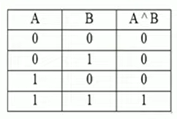 A B A ^ B
0 0 0
0 1 0
1 0 0
1 1 1